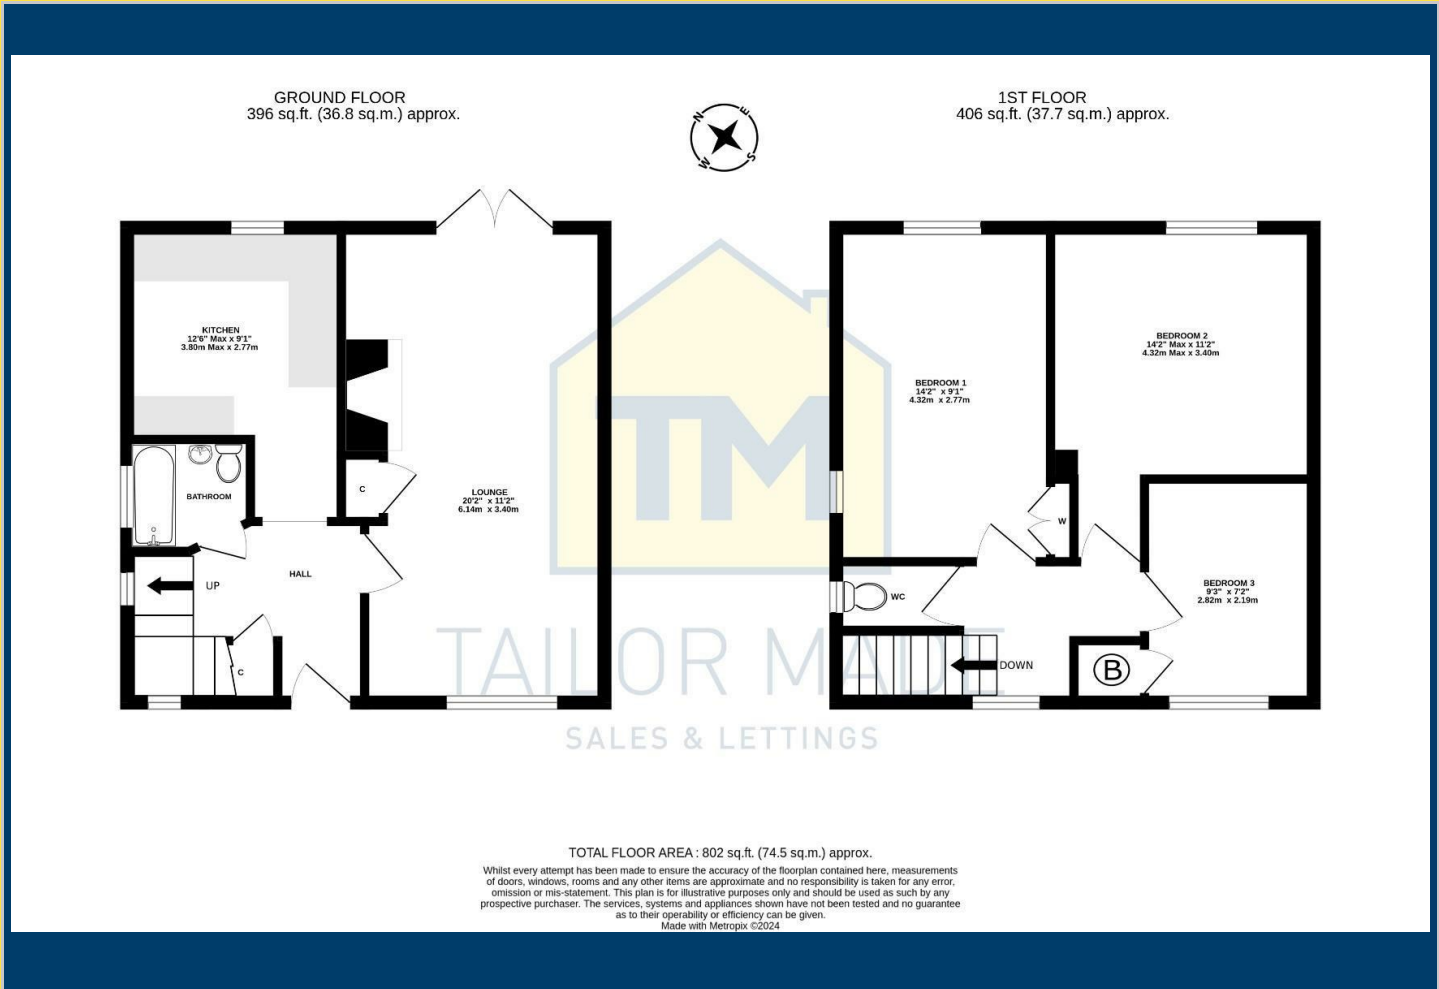 GROUND FLOOR
396 sq.ft. (36.8 sq.m.) approx.
N
E
S
W
1ST FLOOR
406 sq.ft. (37.7 sq.m.) approx.
KITCHEN
12'6" Max x 9'1"
3.80m Max x 2.77m
BATHROOM
C
LOUNGE
20'2" x 11'2"
6.14m x 3.40m
UP
HALL
C
BEDROOM 1
14'2" x 9'1"
4.32m x 2.77m
BEDROOM 2
14'2" Max x 11'2"
4.32m Max x 3.40m
W
WC
BEDROOM 3
9'3" x 7'2"
2.82m x 2.19m
DOWN
B
TM
TAILOR MADE
SALES & LETTINGS
TOTAL FLOOR AREA : 802 sq.ft. (74.5 sq.m.) approx.
Whilst every attempt has been made to ensure the accuracy of the floorplan contained here, measurements
of doors, windows, rooms and any other items are approximate and no responsibility is taken for any error,
omission or mis-statement. This plan is for illustrative purposes only and should be used as such by any
prospective purchaser. The services, systems and appliances shown have not been tested and no guarantee
as to their operability or efficiency can be given.
Made with Metropix ©2024